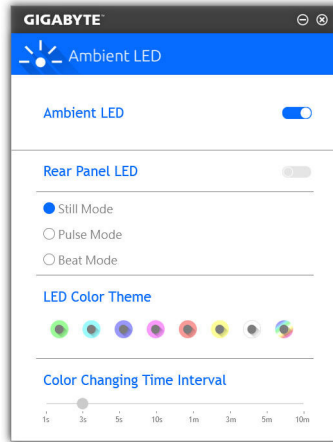 GIGABYTE™
Ambient LED
Ambient LED
Rear Panel LED
Still Mode
Pulse Mode
Beat Mode
LED Color Theme
Color Changing Time Interval
1s 3s 5s 10s 1m 3m 5m 10m